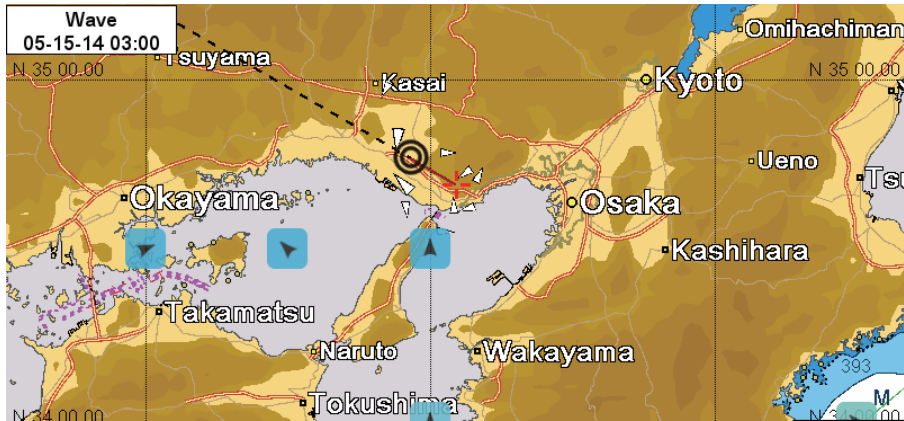 Wave
05-15-14 03:00
Omihachiman
Tsuyama
N 35 00.00
Kasai
Kyoto
N 35 00.00
Ueno
Okayama
Osaka
Tsu
Kashihara
Takamatsu
Naruto
Wakayama
393
Tokushima
M
N 34 00.00
N 34 00.00